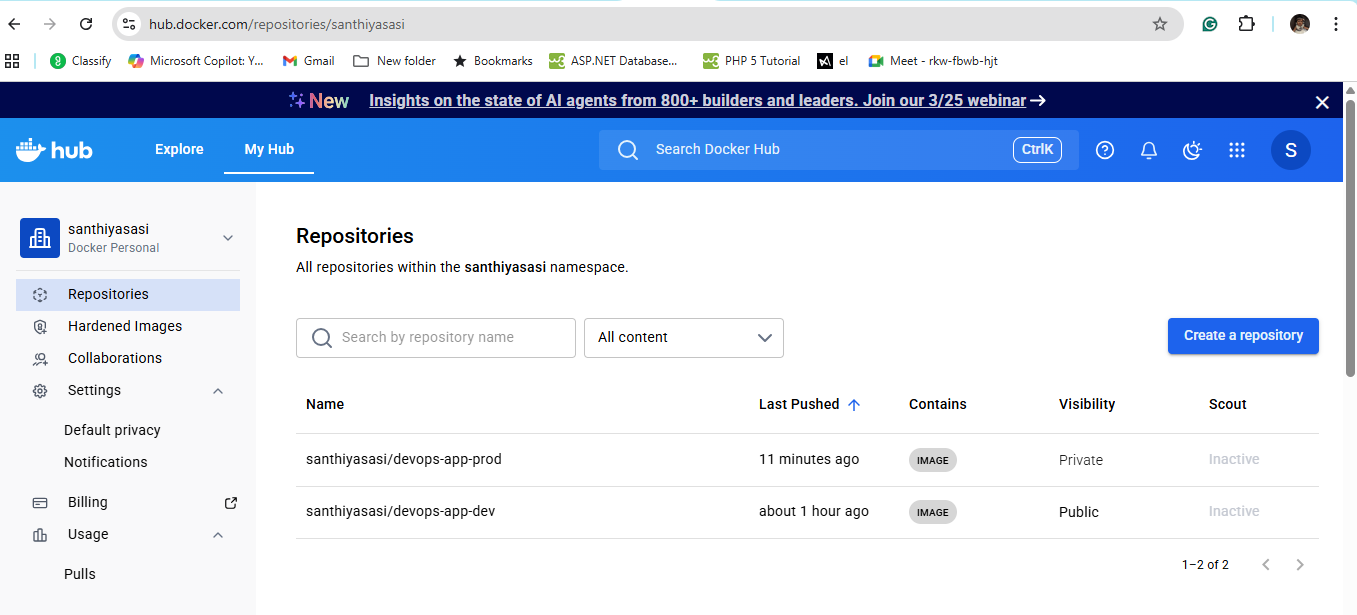 hub.docker.com/repositories/santhiyasasi
Classify Microsoft Copilot: Y... Gmail New folder Bookmarks ASP.NET Database... PHP 5 Tutorial el Meet - rkw-fbwb-hjt
New Insights on the state of AI agents from 800+ builders and leaders. Join our 3/25 webinar →
hub Explore My Hub Search Docker Hub CtrlK S
santhiyasasi
Docker Personal
Repositories
Hardened Images
Collaborations
Settings
Default privacy
Notifications
Billing
Usage
Pulls
Repositories
All repositories within the santhiyasasi namespace.
Search by repository name All content Create a repository
Name Last Pushed Contains Visibility Scout
santhiyasasi/devops-app-prod 11 minutes ago IMAGE Private Inactive
santhiyasasi/devops-app-dev about 1 hour ago IMAGE Public Inactive
1–2 of 2